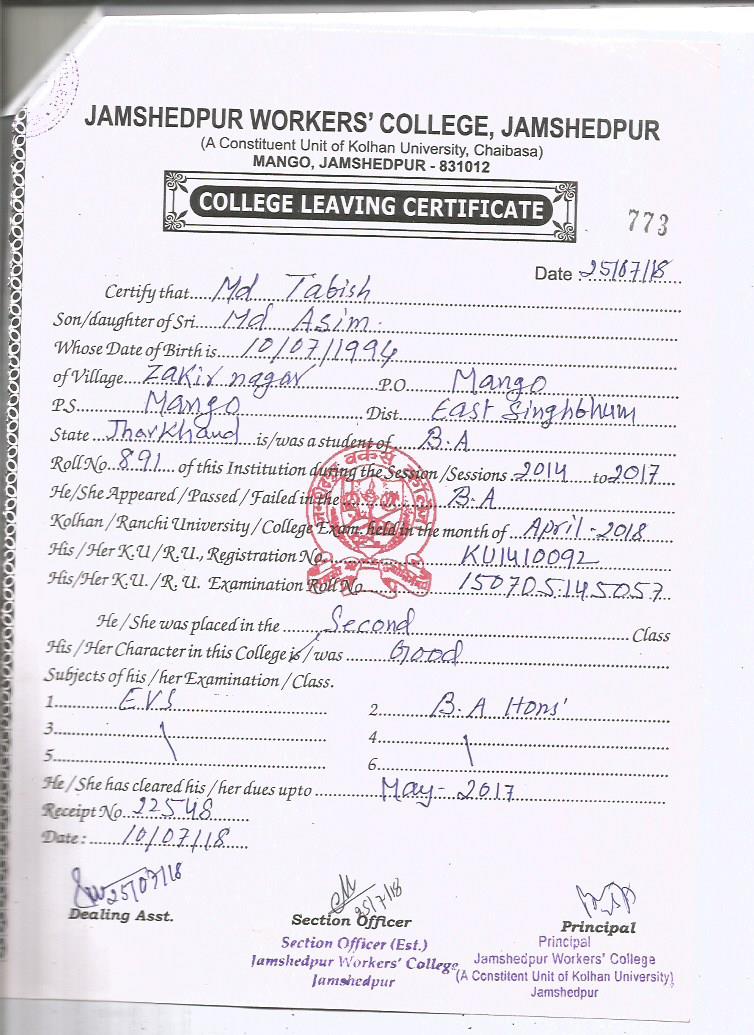 JAMSHEDPUR WORKERS' COLLEGE, JAMSHEDPUR
(A Constituent Unit of Kolhan University, Chaibasa)
MANGO, JAMSHEDPUR - 831012
COLLEGE LEAVING CERTIFICATE
773
Date : 25/07/18
Certify that Md Tabish
Son/daughter of Sri Md Asim
Whose Date of Birth is 10/07/1994
of Village Zakir nagar P.O. Mango
P.S. Mango Dist. East Singhbhum
State Jharkhand is/was a student of B.A
Roll No. 891 of this Institution during the Session /Sessions 2014 to 2017
He/She Appeared / Passed / Failed in the B.A
Kolhan / Ranchi University / College Exam. held in the month of April - 2018
His / Her K.U / R.U., Registration No. KU1410092
His/Her K.U. / R. U. Examination Roll No. 150705145057
He / She was placed in the Second Class
His / Her Character in this College is / was Good
Subjects of his / her Examination / Class.
1. EVS 2. B.A Hons'
3. 4.
5. 6.
He / She has cleared his / her dues upto May - 2017
Receipt No. 22548
Date : 10/07/18
25/07/18 25/7/18
Dealing Asst. Section Officer Principal
Section Officer (Est.) Principal
Jamshedpur Workers' College Jamshedpur Workers' College
Jamshedpur (A Constitent Unit of Kolhan University)
Jamshedpur